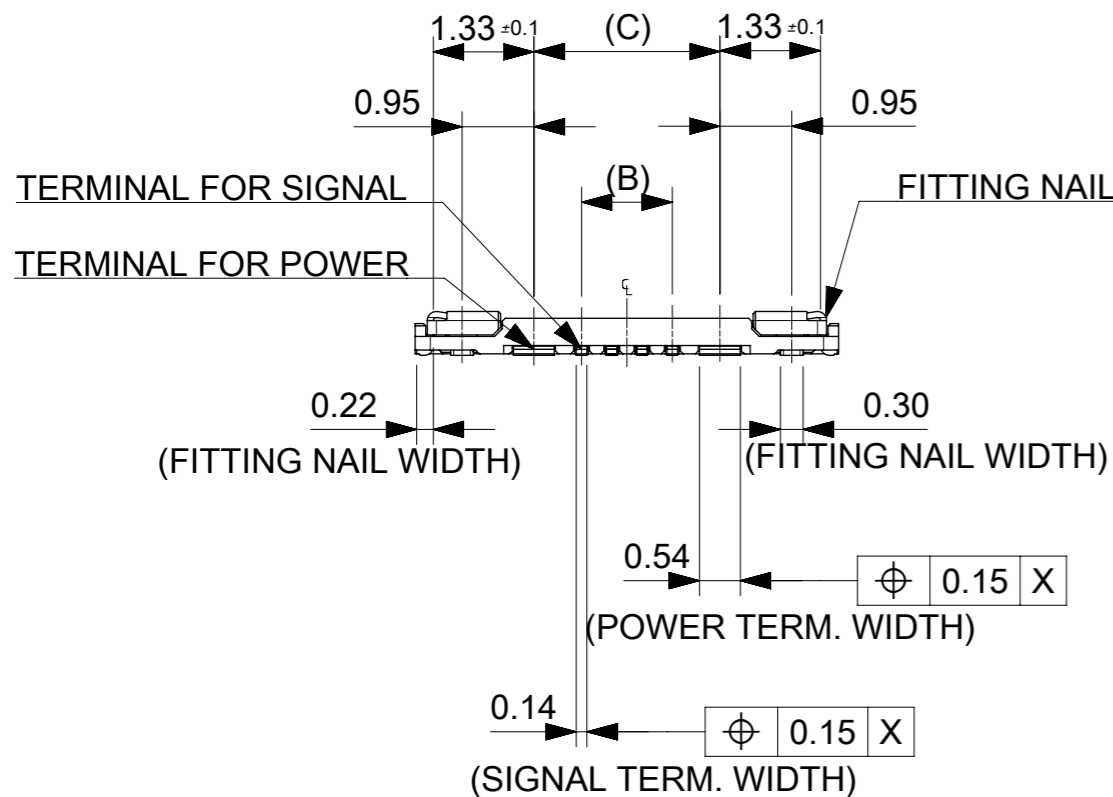 1.33 ±0.1 (C) 1.33 ±0.1
0.95 0.95
(B)
TERMINAL FOR SIGNAL FITTING NAIL
TERMINAL FOR POWER
℄
0.22 0.30
(FITTING NAIL WIDTH) (FITTING NAIL WIDTH)
0.54 ⌖ 0.15 X
(POWER TERM. WIDTH)
0.14 ⌖ 0.15 X
(SIGNAL TERM. WIDTH)